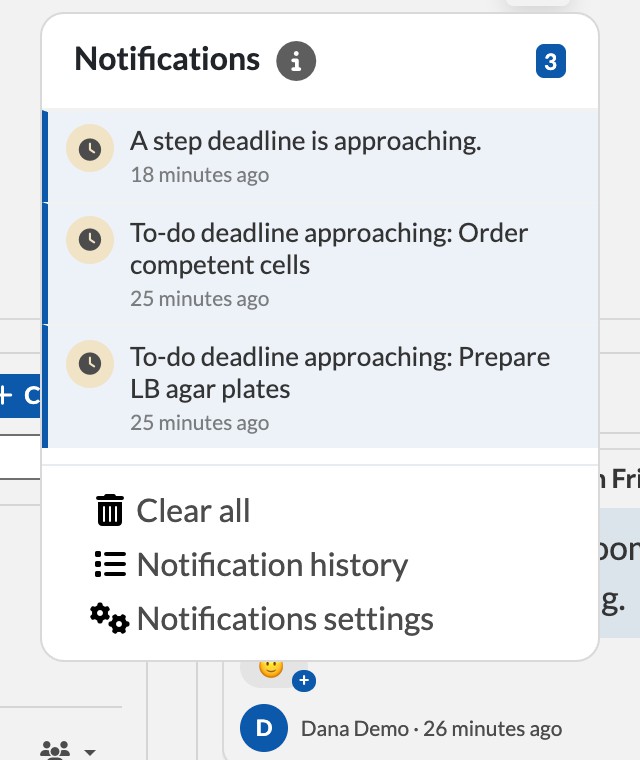 Notifications
3
A step deadline is approaching.
18 minutes ago
To-do deadline approaching: Order
competent cells
25 minutes ago
To-do deadline approaching: Prepare
LB agar plates
25 minutes ago
Clear all
Notification history
Notifications settings
g.
D
Dana Demo · 26 minutes ago